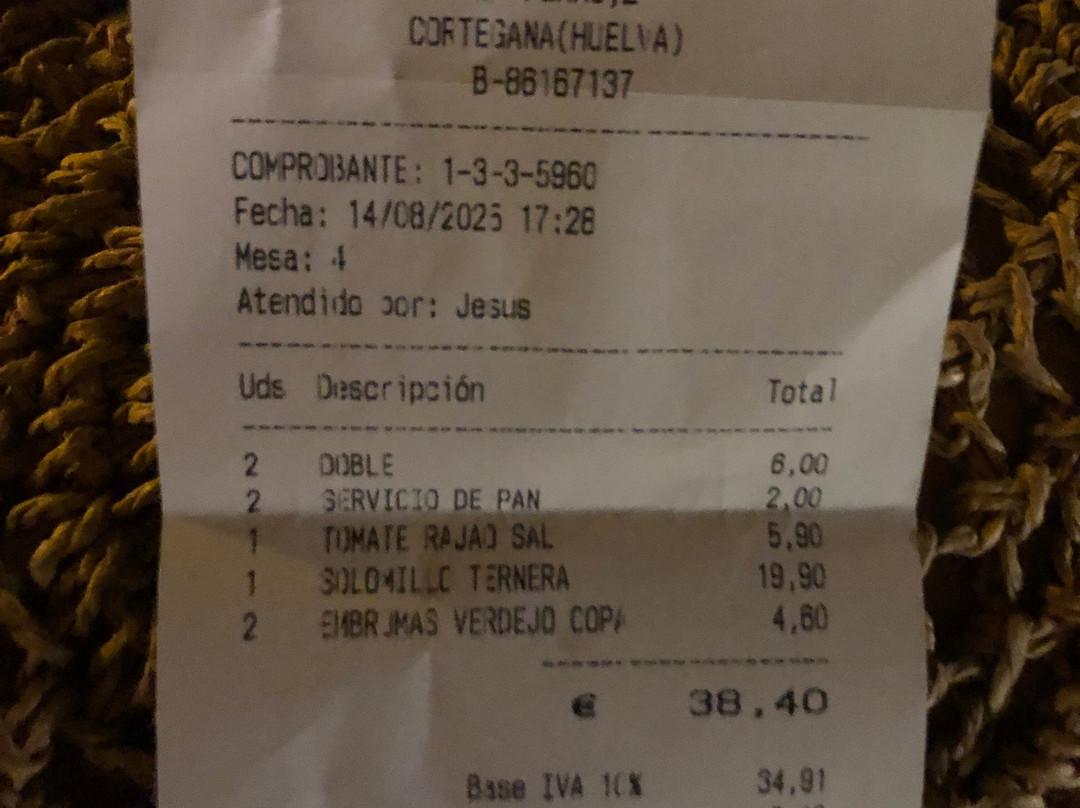 CORTEGANA(HUELVA)
B-86167137
COMPROBANTE: 1-3-3-5960
Fecha: 14/08/2025 17:28
Mesa: 4
Atendido por: Jesus
Uds Descripción Total
2 DOBLE 6,00
2 SERVICIO DE PAN 2,00
1 TOMATE RAJAO SAL 5,90
1 SOLOMILLO TERNERA 19,90
2 EMBRUMAS VERDEJO COPA 4,60
€ 38,40
Base IVA 10% 34,91